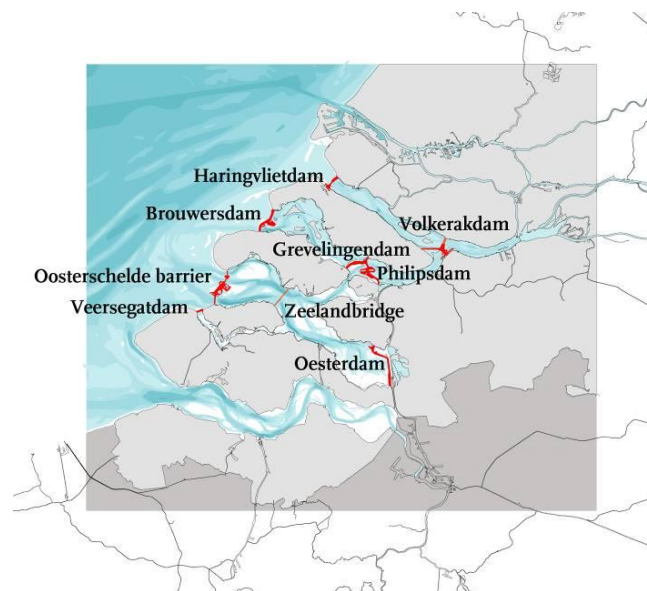 Haringvlietdam
Brouwersdam
Volkerakdam
Grevelingendam
Oosterschelde barrier
Philipsdam
Veersegatdam
Zeelandbridge
Oesterdam